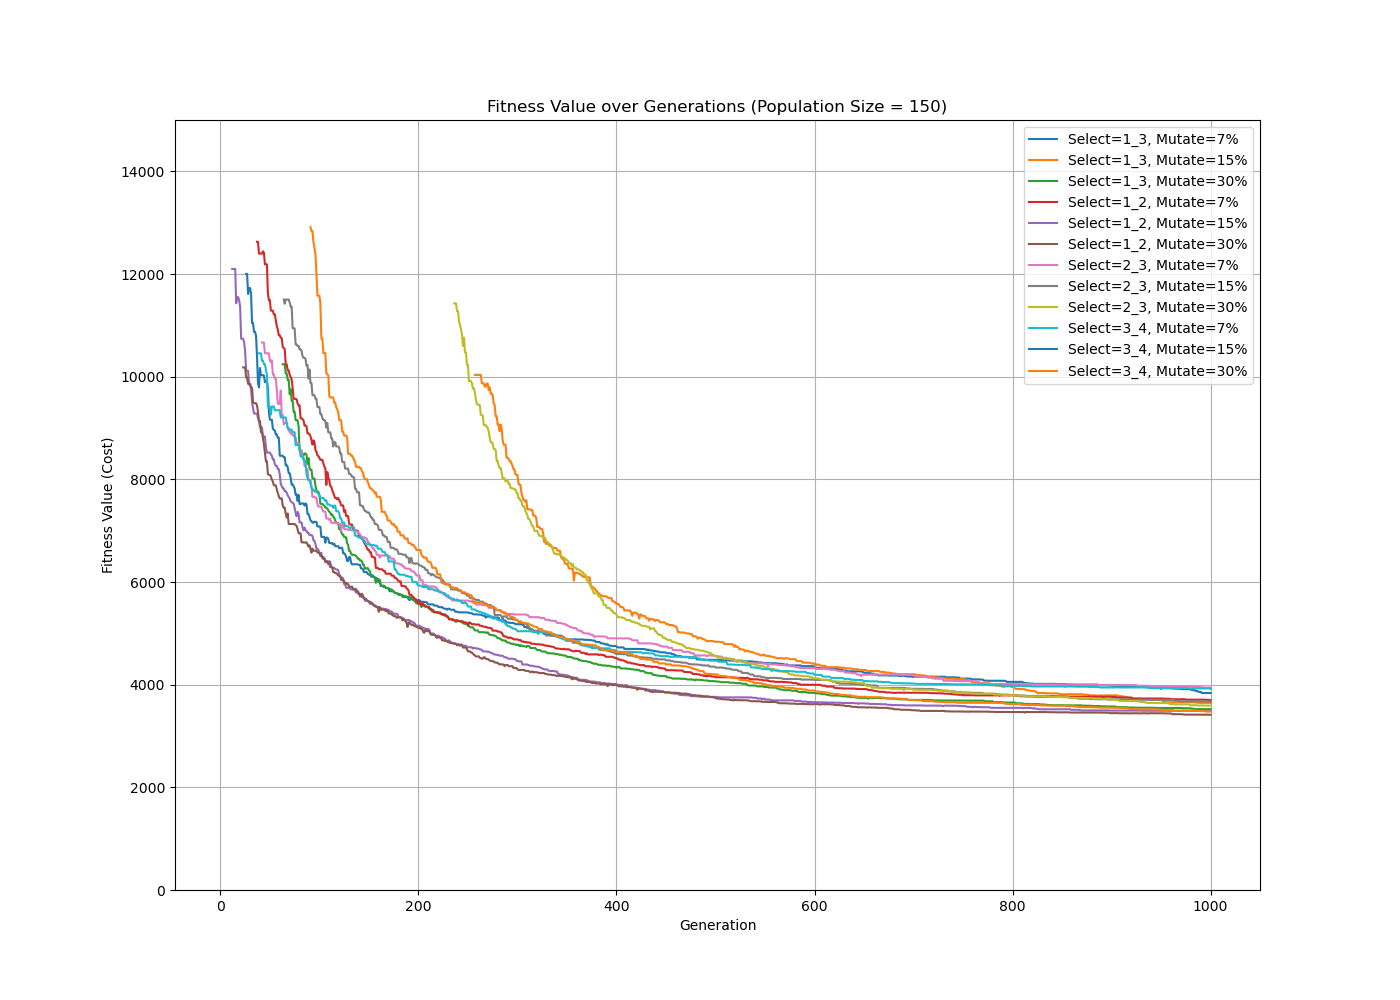 Fitness Value over Generations (Population Size = 150)
Select=1_3, Mutate=7%
Select=1_3, Mutate=15%
Select=1_3, Mutate=30%
Select=1_2, Mutate=7%
Select=1_2, Mutate=15%
Select=1_2, Mutate=30%
Select=2_3, Mutate=7%
Select=2_3, Mutate=15%
Select=2_3, Mutate=30%
Select=3_4, Mutate=7%
Select=3_4, Mutate=15%
Select=3_4, Mutate=30%
14000
12000
10000
8000
6000
4000
2000
0
Fitness Value (Cost)
0 200 400 600 800 1000
Generation